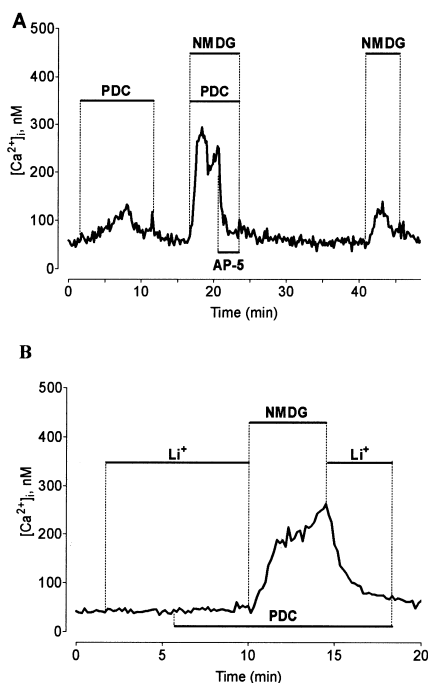 A
500
NMDG
NMDG
400
PDC
PDC
300
[Ca2+]i, nM
200
100
0
AP-5
0 10 20 30 40
Time (min)
B
500
NMDG
400
Li+
Li+
300
[Ca2+]i, nM
200
100
PDC
0
0 5 10 15 20
Time (min)